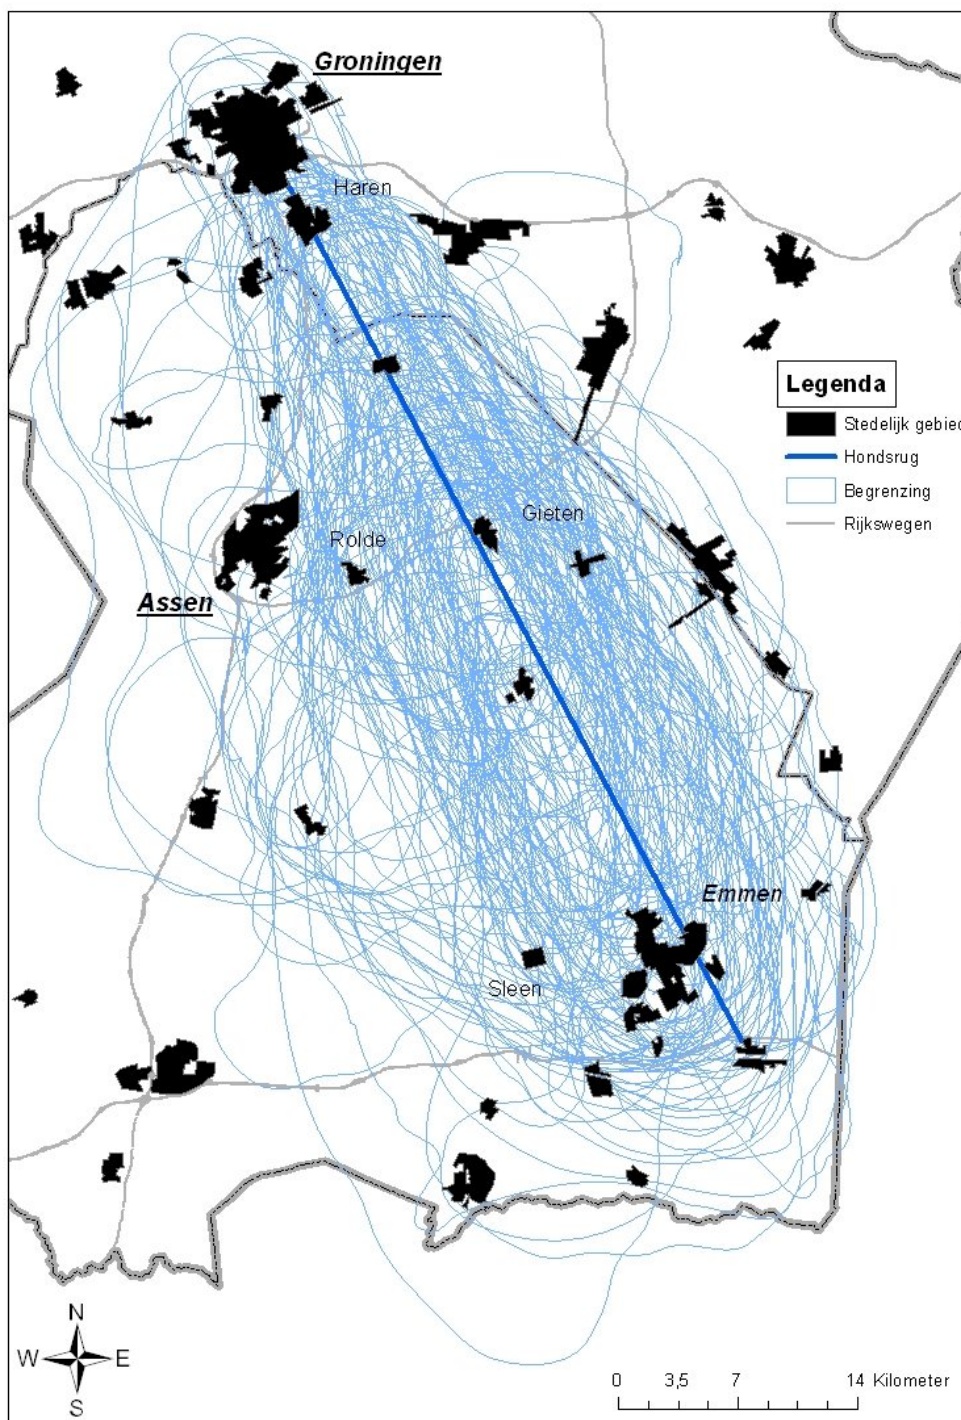 Groningen
Haren
Legenda
Stedelijk gebied
Hondsrug
Begrenzing
Rijkswegen
Gieten
Rolde
Assen
Emmen
Sleen
N
W E
S
0 3,5 7 14 Kilometer